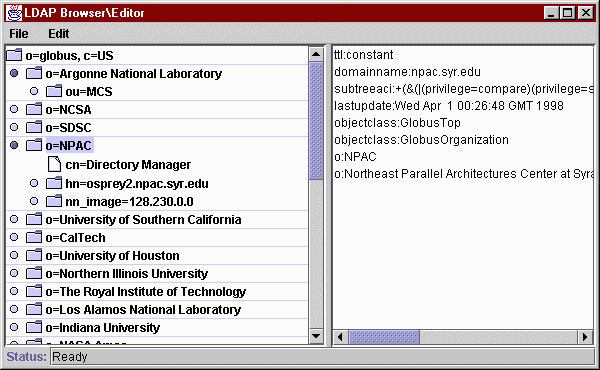 LDAP Browser\Editor
File Edit
o=globus, c=US
o=Argonne National Laboratory
ou=MCS
o=NCSA
o=SDSC
o=NPAC
cn=Directory Manager
hn=osprey2.npac.syr.edu
nn_image=128.230.0.0
o=University of Southern California
o=CalTech
o=University of Houston
o=Northern Illinois University
o=The Royal Institute of Technology
o=Los Alamos National Laboratory
o=Indiana University
o=NASA Ames
ttl:constant
domainname:npac.syr.edu
subtreeaci:+(&(|(privilege=compare)(privilege=s
lastupdate:Wed Apr 1 00:26:48 GMT 1998
objectclass:GlobusTop
objectclass:GlobusOrganization
o:NPAC
o:Northeast Parallel Architectures Center at Syra
Status: Ready